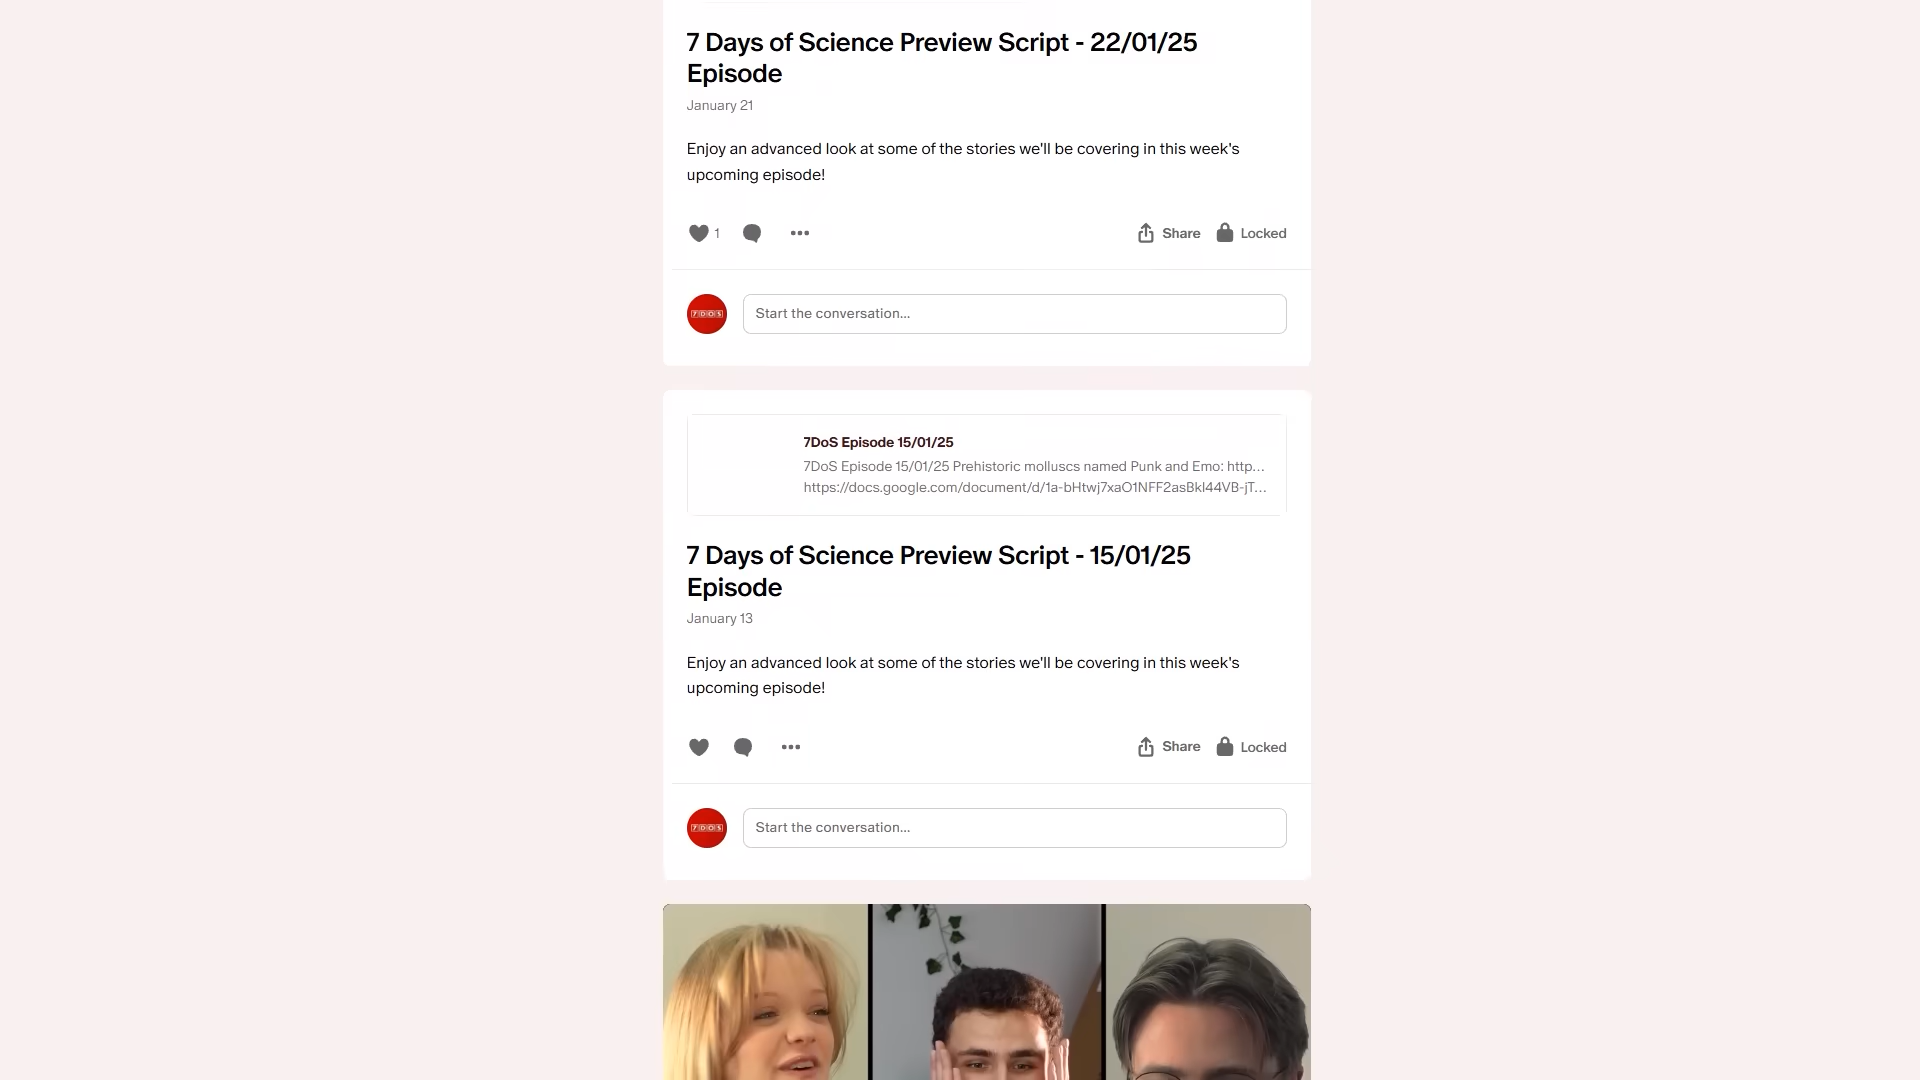 7 Days of Science Preview Script - 22/01/25
Episode
January 21
Enjoy an advanced look at some of the stories we'll be covering in this week's
upcoming episode!
1
Share
Locked
7DOS
Start the conversation...
7DoS Episode 15/01/25
7DoS Episode 15/01/25 Prehistoric molluscs named Punk and Emo: http...
https://docs.google.com/document/d/1a-bHtwj7xaO1NFF2asBkI44VB-jT...
7 Days of Science Preview Script - 15/01/25
Episode
January 13
Enjoy an advanced look at some of the stories we'll be covering in this week's
upcoming episode!
Share
Locked
7DOS
Start the conversation...